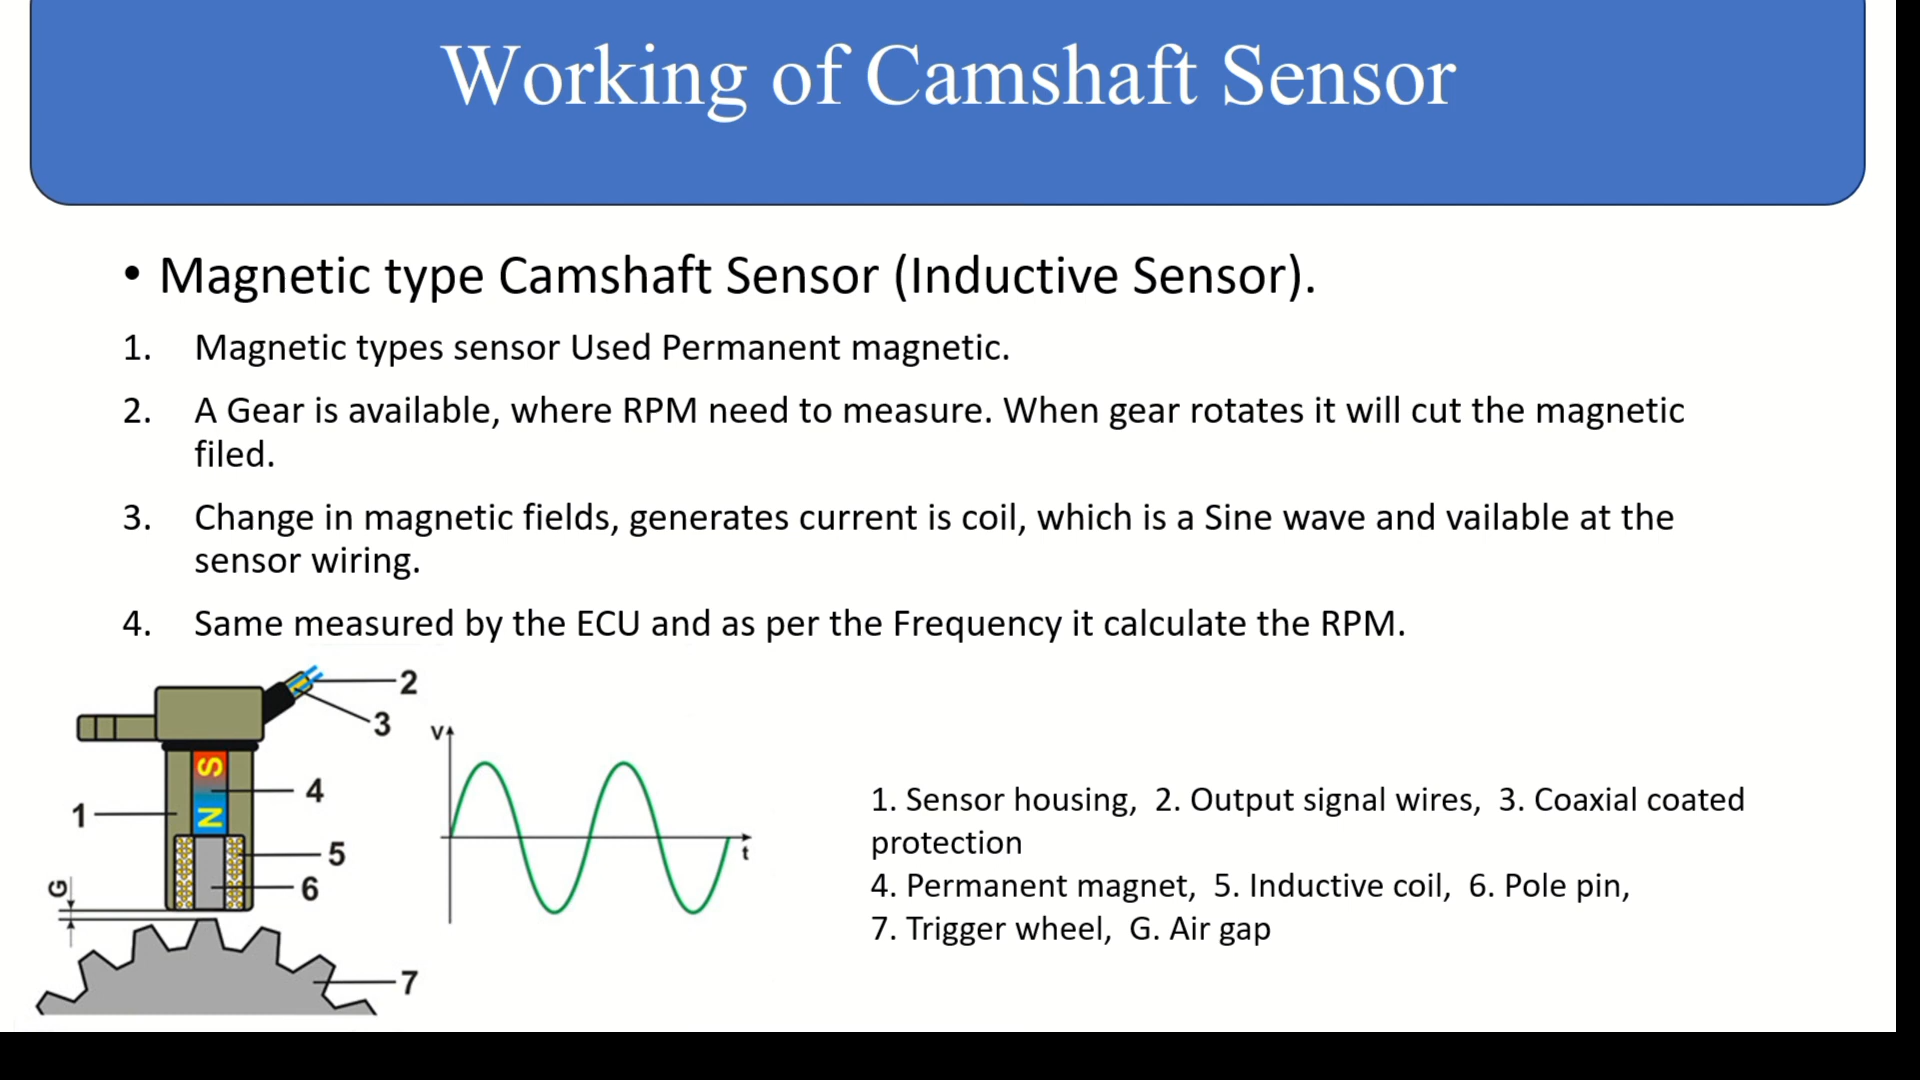 Working of Camshaft Sensor
• Magnetic type Camshaft Sensor (Inductive Sensor).
1. Magnetic types sensor Used Permanent magnetic.
2. A Gear is available, where RPM need to measure. When gear rotates it will cut the magnetic
filed.
3. Change in magnetic fields, generates current is coil, which is a Sine wave and vailable at the
sensor wiring.
4. Same measured by the ECU and as per the Frequency it calculate the RPM.
2
3
S
N
4
1
5
6
G
7
V
t
1. Sensor housing, 2. Output signal wires, 3. Coaxial coated
protection
4. Permanent magnet, 5. Inductive coil, 6. Pole pin,
7. Trigger wheel, G. Air gap